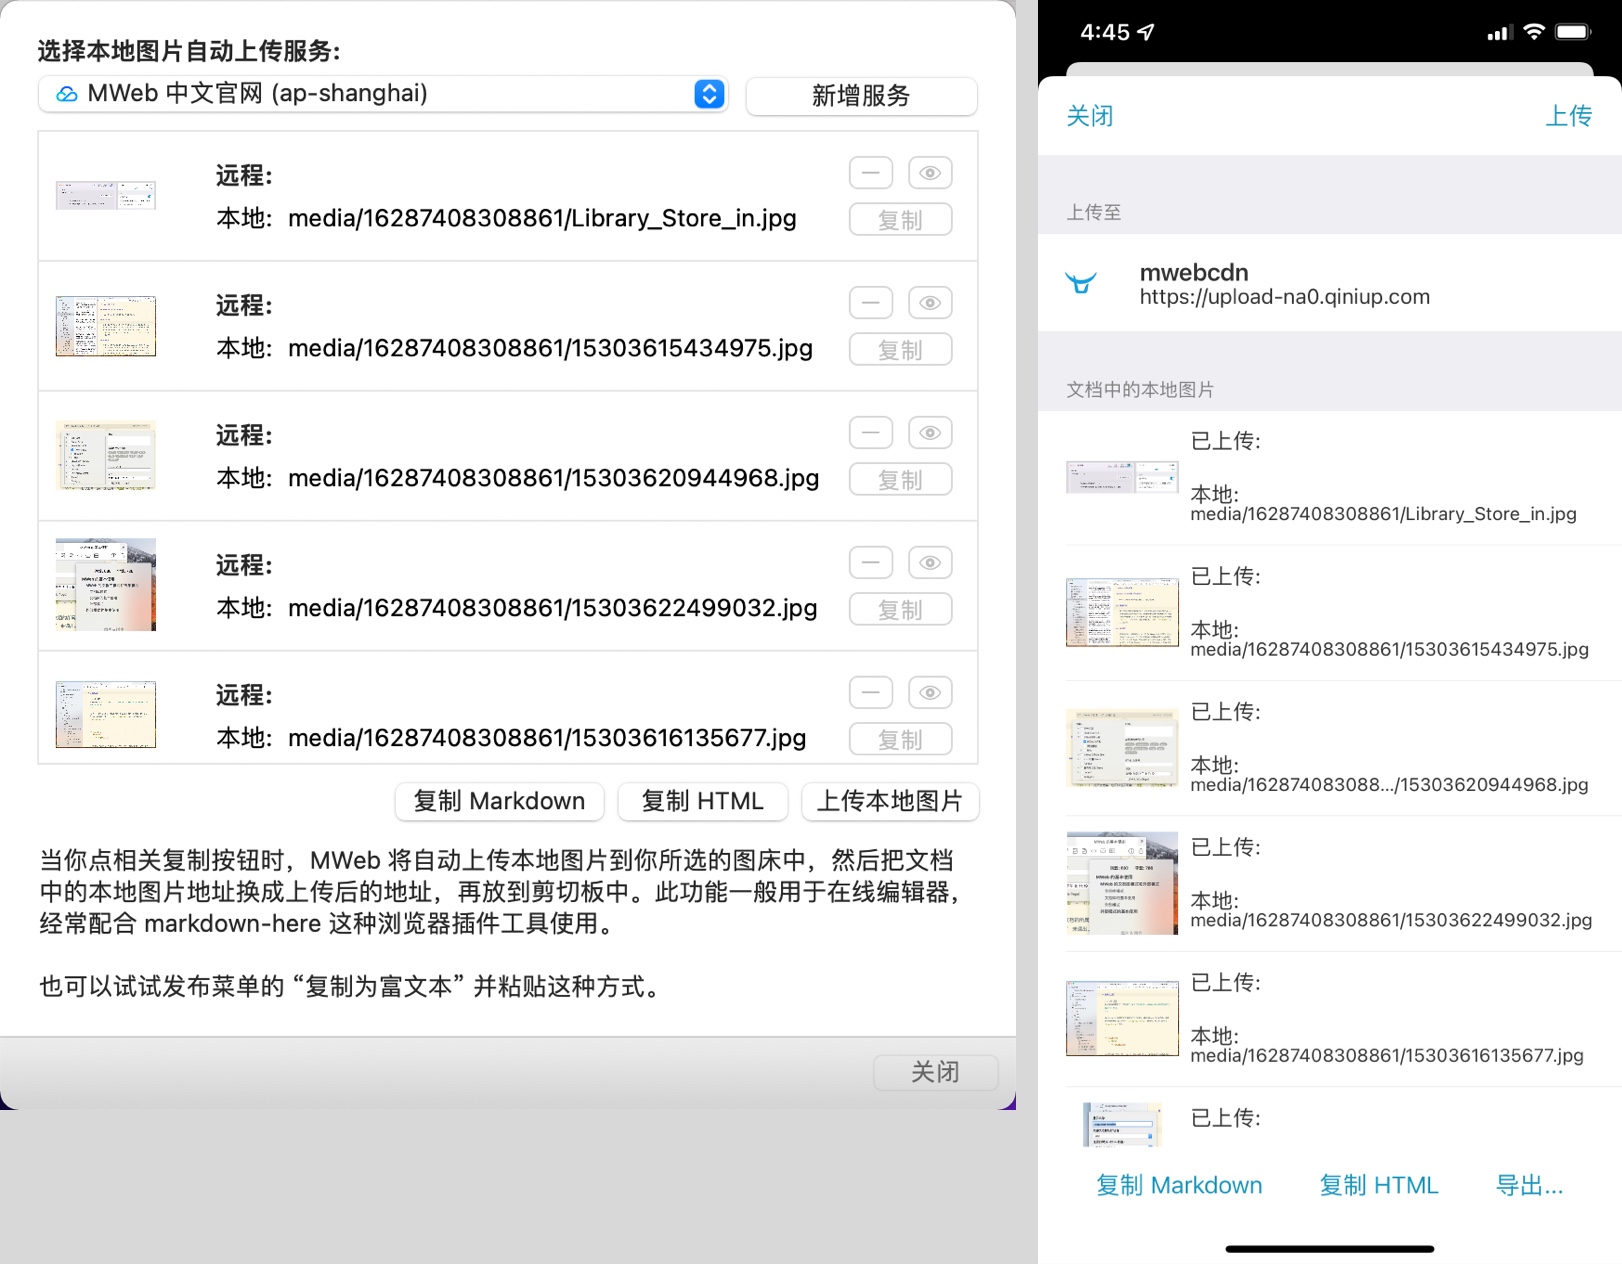 选择本地图片自动上传服务:
MWeb 中文官网 (ap-shanghai)
新增服务
远程:
本地: media/16287408308861/Library_Store_in.jpg
复制
远程:
本地: media/16287408308861/15303615434975.jpg
复制
远程:
本地: media/16287408308861/15303620944968.jpg
复制
远程:
本地: media/16287408308861/15303622499032.jpg
复制
远程:
本地: media/16287408308861/15303616135677.jpg
复制
复制 Markdown
复制 HTML
上传本地图片
当你点相关复制按钮时，MWeb 将自动上传本地图片到你所选的图床中，然后把文档
中的本地图片地址换成上传后的地址，再放到剪切板中。此功能一般用于在线编辑器，
经常配合 markdown-here 这种浏览器插件工具使用。
也可以试试发布菜单的 “复制为富文本” 并粘贴这种方式。
关闭
4:45
关闭
上传
上传至
mwebcdn
https://upload-na0.qiniup.com
文档中的本地图片
已上传:
本地:
media/16287408308861/Library_Store_in.jpg
已上传:
本地:
media/16287408308861/15303615434975.jpg
已上传:
本地:
media/162874083088.../15303620944968.jpg
已上传:
本地:
media/16287408308861/15303622499032.jpg
已上传:
本地:
media/16287408308861/15303616135677.jpg
已上传:
复制 Markdown
复制 HTML
导出...